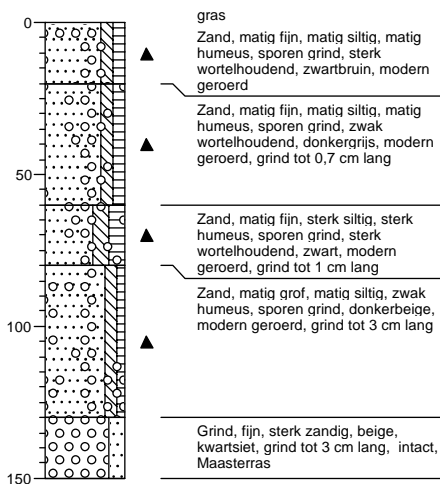 0
50
100
150
gras
Zand, matig fijn, matig siltig, matig
humeus, sporen grind, sterk
wortelhoudend, zwartbruin, modern
geroerd
Zand, matig fijn, matig siltig, matig
humeus, sporen grind, zwak
wortelhoudend, donkergrijs, modern
geroerd, grind tot 0,7 cm lang
Zand, matig fijn, sterk siltig, sterk
humeus, sporen grind, sterk
wortelhoudend, zwart, modern
geroerd, grind tot 1 cm lang
Zand, matig grof, matig siltig, zwak
humeus, sporen grind, donkerbeige,
modern geroerd, grind tot 3 cm lang
Grind, fijn, sterk zandig, beige,
kwartsiet, grind tot 3 cm lang, intact,
Maasterras